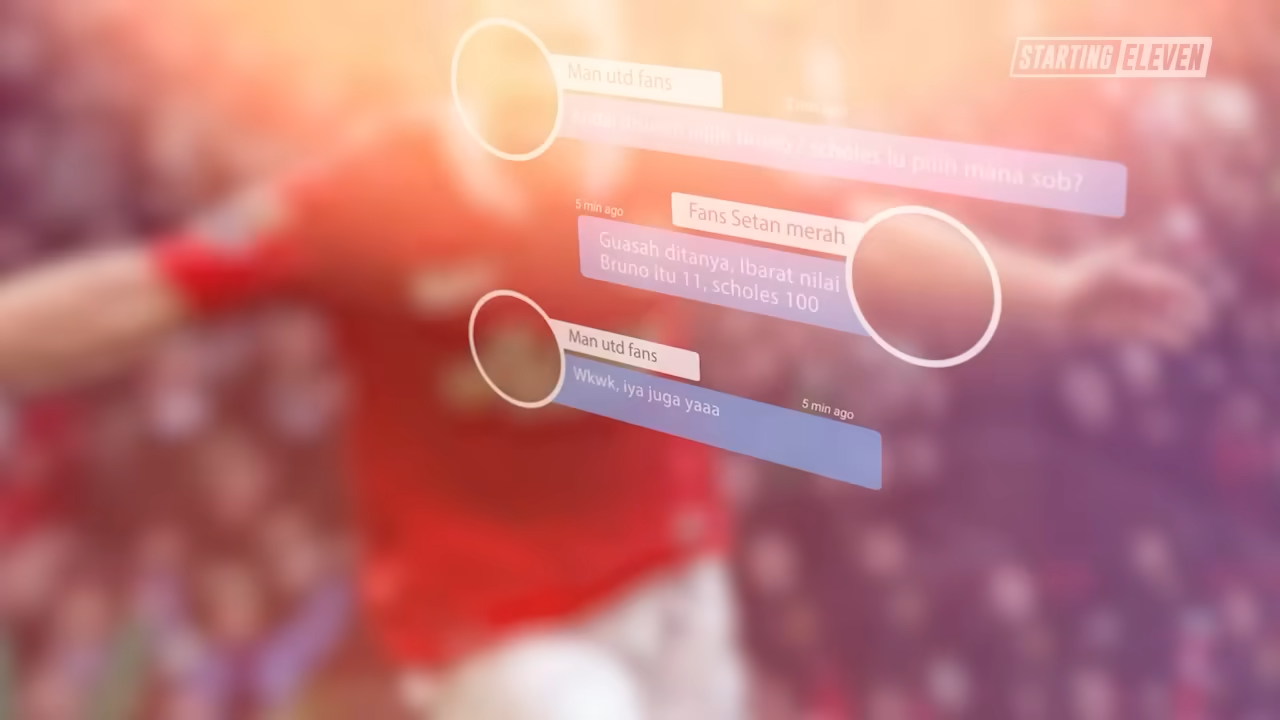 STARTING ELEVEN
Man utd fans
scholes lu pilih mana sob?
5 min ago
Fans Setan merah
Guasah ditanya, Ibarat nilai
Bruno itu 11, scholes 100
Man utd fans
Wkwk, iya juga yaaa
5 min ago